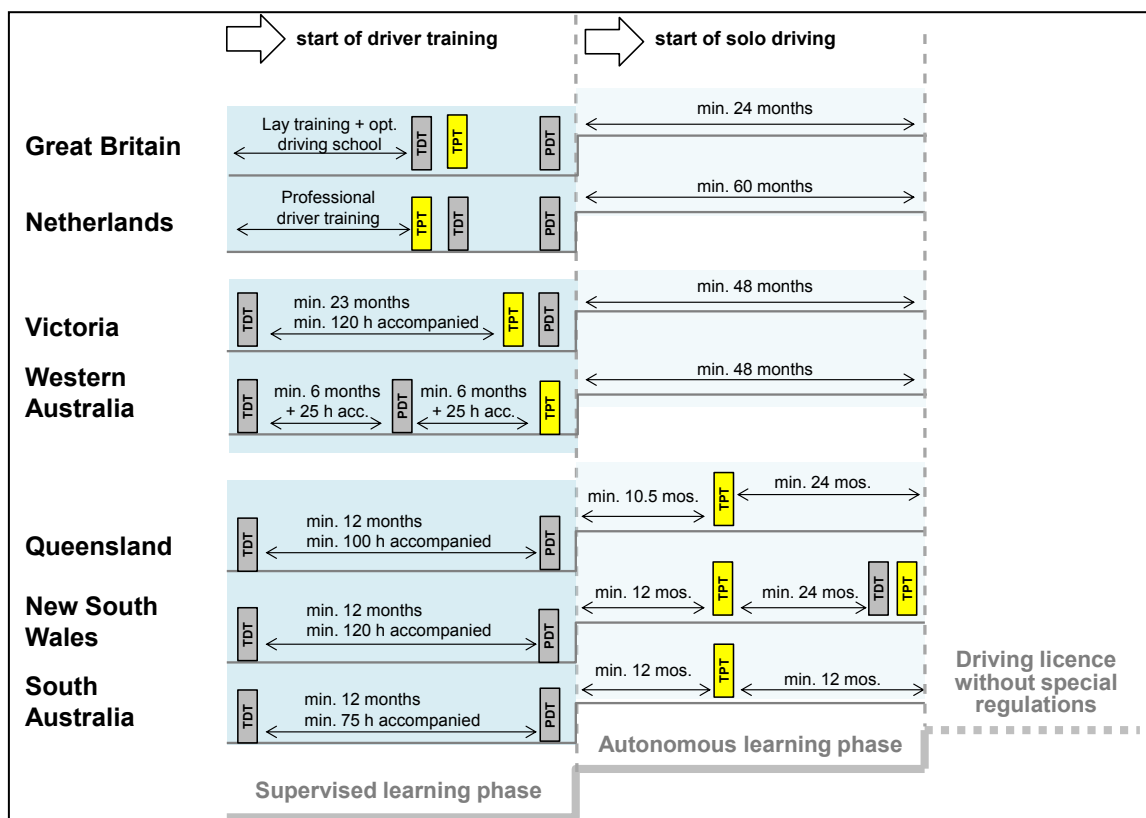 start of driver training
start of solo driving
Great Britain
Lay training + opt.
driving school
TDT
TPT
PDT
min. 24 months
Netherlands
Professional
driver training
TPT
TDT
PDT
min. 60 months
Victoria
TDT
min. 23 months
min. 120 h accompanied
TPT
PDT
min. 48 months
Western
Australia
TDT
min. 6 months
+ 25 h acc.
PDT
min. 6 months
+ 25 h acc.
TPT
min. 48 months
Queensland
TDT
min. 12 months
min. 100 h accompanied
PDT
min. 10.5 mos.
TPT
min. 24 mos.
New South
Wales
TDT
min. 12 months
min. 120 h accompanied
PDT
min. 12 mos.
TPT
min. 24 mos.
TDT
TPT
South
Australia
TDT
min. 12 months
min. 75 h accompanied
PDT
min. 12 mos.
TPT
min. 12 mos.
Driving licence
without special
regulations
Autonomous learning phase
Supervised learning phase